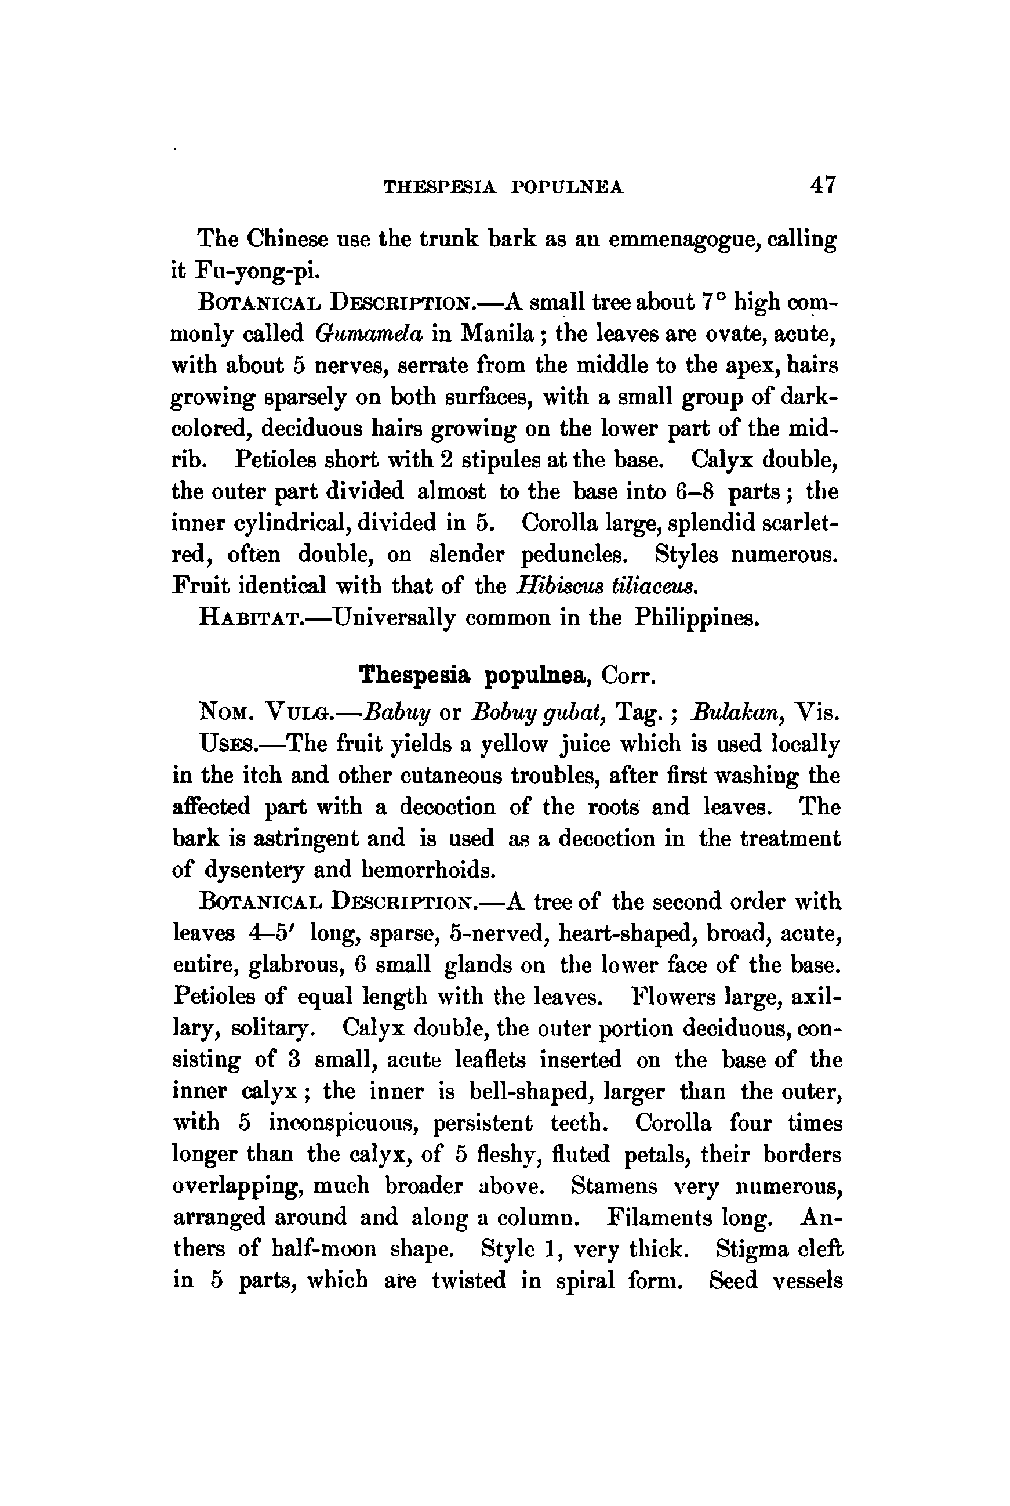 THESPESIA POPULNEA 47
The Chinese use the trunk bark as an emmenagogue, calling
it Fu-yong-pi.
BOTANICAL DESCRIPTION.—A small tree about 7° high com-
monly called Gumamela in Manila; the leaves are ovate, acute,
with about 5 nerves, serrate from the middle to the apex, hairs
growing sparsely on both surfaces, with a small group of dark-
colored, deciduous hairs growing on the lower part of the mid-
rib. Petioles short with 2 stipules at the base. Calyx double,
the outer part divided almost to the base into 6–8 parts; the
inner cylindrical, divided in 5. Corolla large, splendid scarlet-
red, often double, on slender peduncles. Styles numerous.
Fruit identical with that of the Hibiscus tiliaceus.
HABITAT.—Universally common in the Philippines.
Thespesia populnea, Corr.
NOM. VULG.—Babuy or Bobuy gubat, Tag.; Bulakan, Vis.
USES.—The fruit yields a yellow juice which is used locally
in the itch and other cutaneous troubles, after first washing the
affected part with a decoction of the roots and leaves. The
bark is astringent and is used as a decoction in the treatment
of dysentery and hemorrhoids.
BOTANICAL DESCRIPTION.—A tree of the second order with
leaves 4–5′ long, sparse, 5-nerved, heart-shaped, broad, acute,
entire, glabrous, 6 small glands on the lower face of the base.
Petioles of equal length with the leaves. Flowers large, axil-
lary, solitary. Calyx double, the outer portion deciduous, con-
sisting of 3 small, acute leaflets inserted on the base of the
inner calyx; the inner is bell-shaped, larger than the outer,
with 5 inconspicuous, persistent teeth. Corolla four times
longer than the calyx, of 5 fleshy, fluted petals, their borders
overlapping, much broader above. Stamens very numerous,
arranged around and along a column. Filaments long. An-
thers of half-moon shape. Style 1, very thick. Stigma cleft
in 5 parts, which are twisted in spiral form. Seed vessels